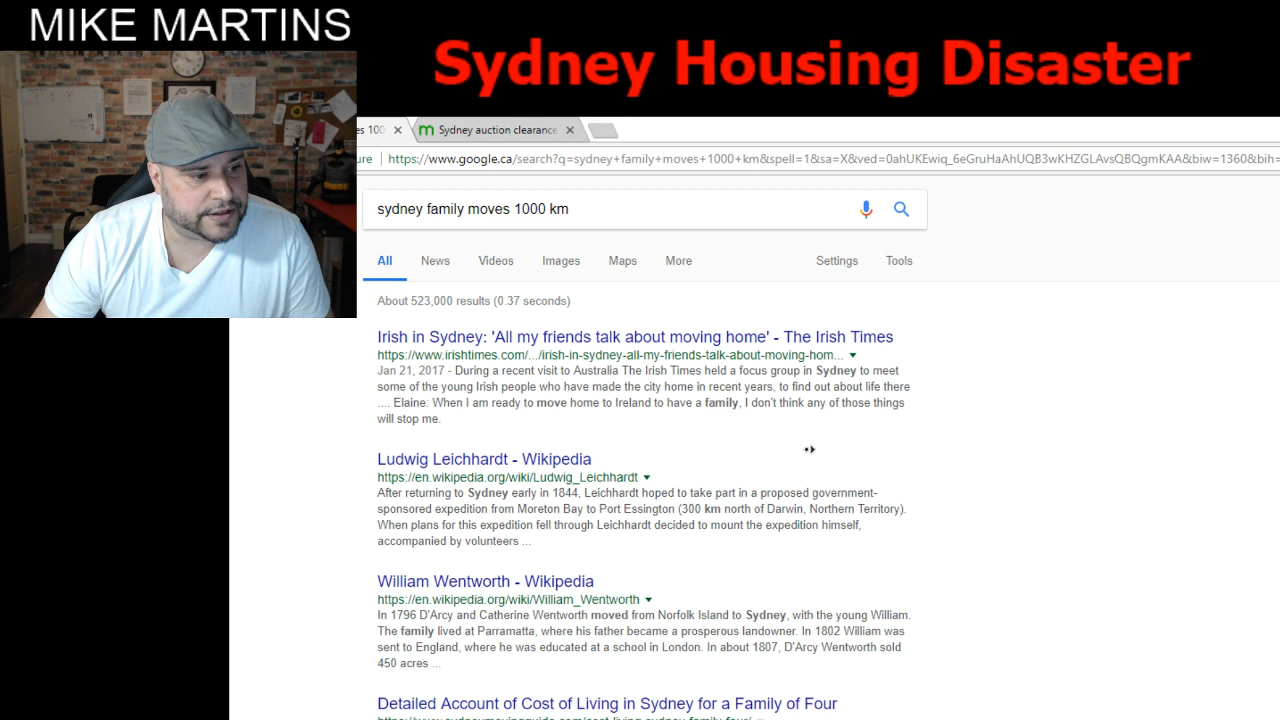 MIKE MARTINS
Sydney Housing Disaster
es 100
Sydney auction clearance
ure
https://www.google.ca/search?q=sydney+family+moves+1000+km&spell=1&sa=X&ved=0ahUKEwiq_6eGruHaAhUQB3wKHZGLAvsQBQgmKAA&biw=1360&bih=
sydney family moves 1000 km
All News Videos Images Maps More Settings Tools
About 523,000 results (0.37 seconds)
Irish in Sydney: 'All my friends talk about moving home' - The Irish Times
https://www.irishtimes.com/.../irish-in-sydney-all-my-friends-talk-about-moving-hom...
Jan 21, 2017 - During a recent visit to Australia The Irish Times held a focus group in Sydney to meet
some of the young Irish people who have made the city home in recent years, to find out about life there
.... Elaine: When I am ready to move home to Ireland to have a family, I don't think any of those things
will stop me.
Ludwig Leichhardt - Wikipedia
https://en.wikipedia.org/wiki/Ludwig_Leichhardt
After returning to Sydney early in 1844, Leichhardt hoped to take part in a proposed government-
sponsored expedition from Moreton Bay to Port Essington (300 km north of Darwin, Northern Territory).
When plans for this expedition fell through Leichhardt decided to mount the expedition himself,
accompanied by volunteers ...
William Wentworth - Wikipedia
https://en.wikipedia.org/wiki/William_Wentworth
In 1796 D'Arcy and Catherine Wentworth moved from Norfolk Island to Sydney, with the young William.
The family lived at Parramatta, where his father became a prosperous landowner. In 1802 William was
sent to England, where he was educated at a school in London. In about 1807, D'Arcy Wentworth sold
450 acres ...
Detailed Account of Cost of Living in Sydney for a Family of Four